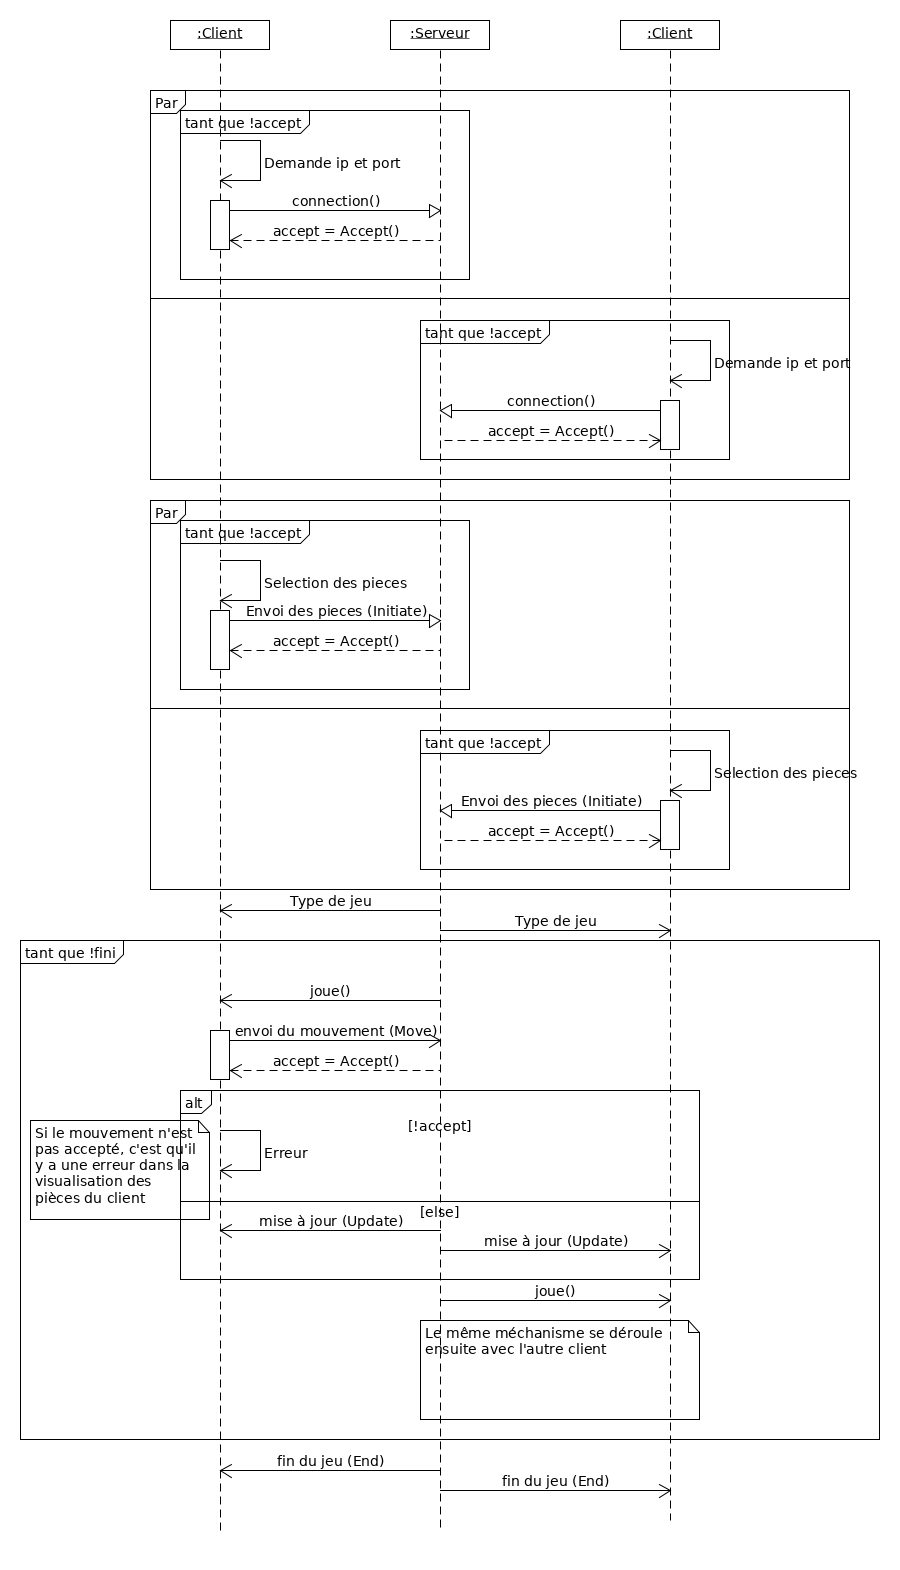 :Client
:Serveur
:Client
Par
tant que !accept
Demande ip et port
connection()
accept = Accept()
tant que !accept
Demande ip et port
connection()
accept = Accept()
Par
tant que !accept
Selection des pieces
Envoi des pieces (Initiate)
accept = Accept()
tant que !accept
Selection des pieces
Envoi des pieces (Initiate)
accept = Accept()
Type de jeu
Type de jeu
tant que !fini
joue()
envoi du mouvement (Move)
accept = Accept()
alt
[!accept]
Si le mouvement n'est
pas accepté, c'est qu'il
y a une erreur dans la
visualisation des
pièces du client
Erreur
[else]
mise à jour (Update)
mise à jour (Update)
joue()
Le même méchanisme se déroule
ensuite avec l'autre client
fin du jeu (End)
fin du jeu (End)